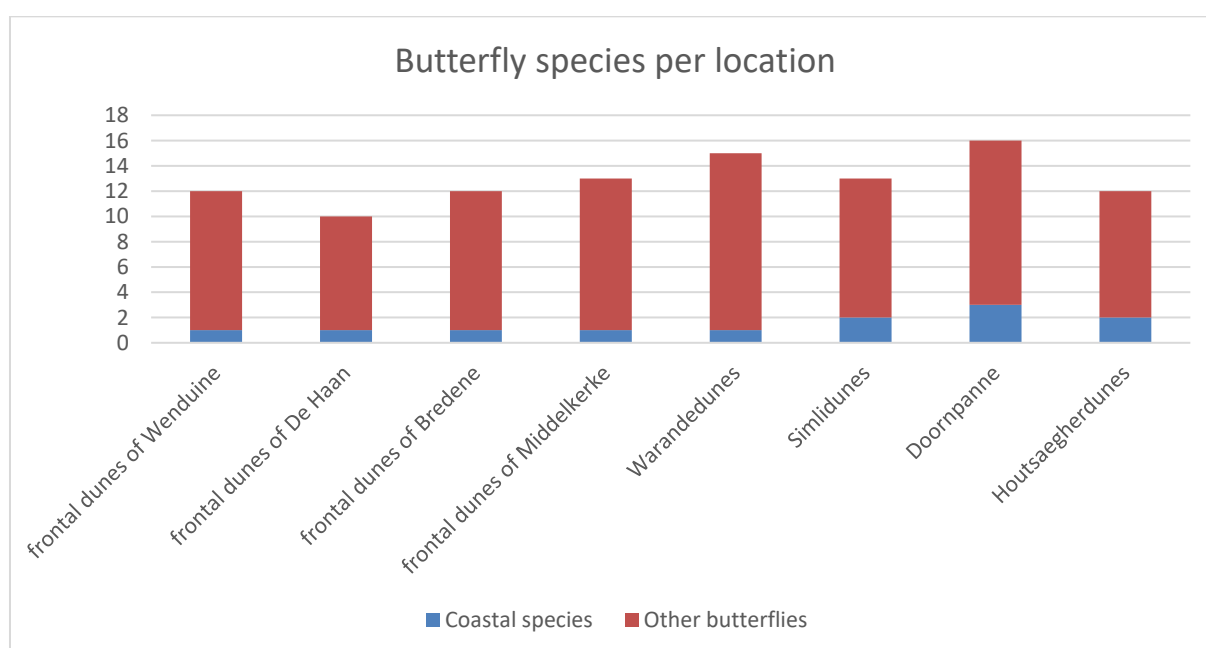 Butterfly species per location
18
16
14
12
10
8
6
4
2
0
frontal dunes of Wenduine
frontal dunes of De Haan
frontal dunes of Bredene
frontal dunes of Middelkerke
Warandedunes
Simlidunes
Doornpanne
Houtsaegherdunes
Coastal species
Other butterflies